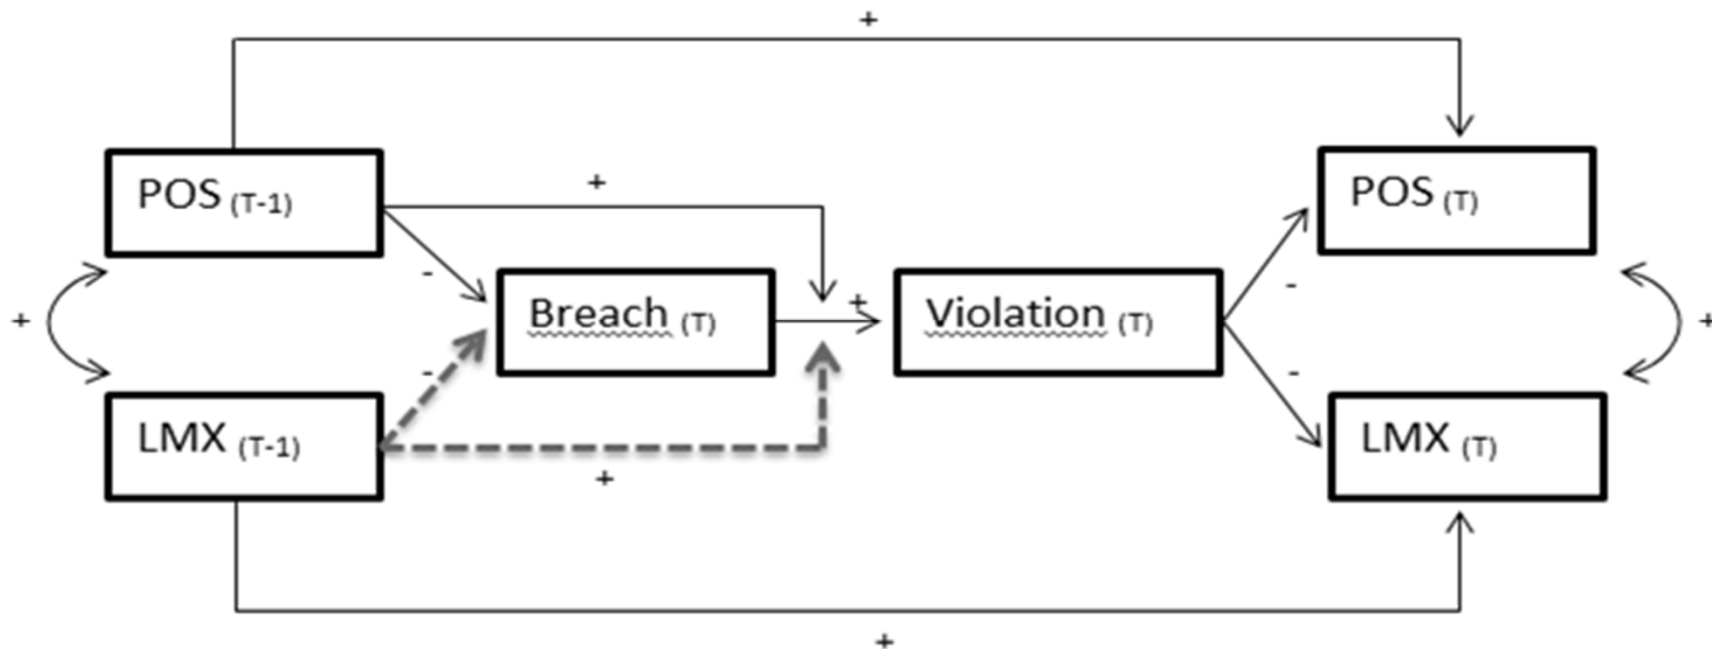 +
POS (T-1)
+
POS (T)
-
-
+
Breach (T)
+
Violation (T)
+
-
-
LMX (T-1)
+
LMX (T)
+